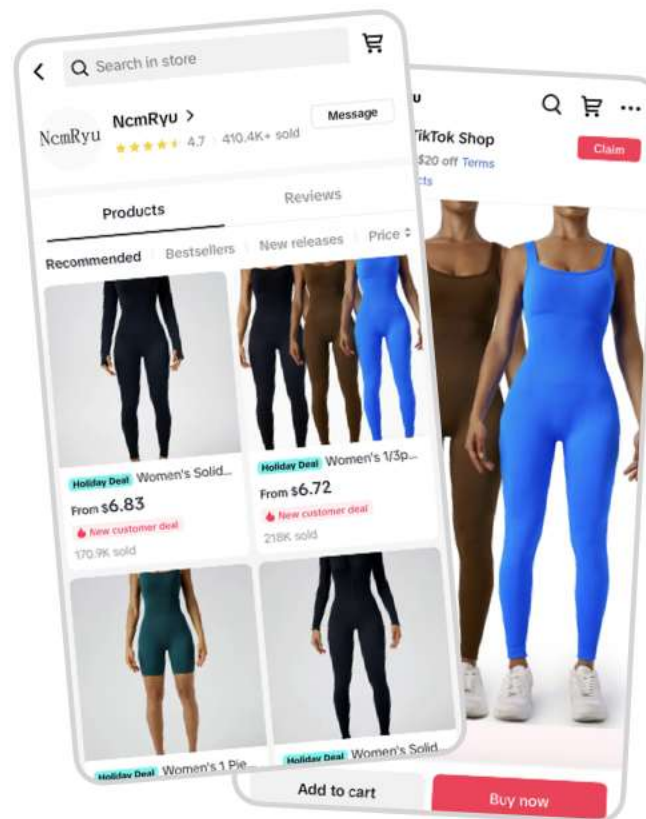 Search in store
NcmRyu
NcmRyu >
4.7 410.4K+ sold
Message
Products
Reviews
Recommended
Bestsellers
New releases
Price
Holiday Deal Women's Solid...
From $6.83
New customer deal
170.9K sold
Holiday Deal Women's 1/3p...
From $6.72
New customer deal
218K sold
Holiday Deal Women's 1 Pie...
Holiday Deal Women's Solid
u
TikTok Shop
$20 off Terms
cts
Claim
Add to cart
Buy now